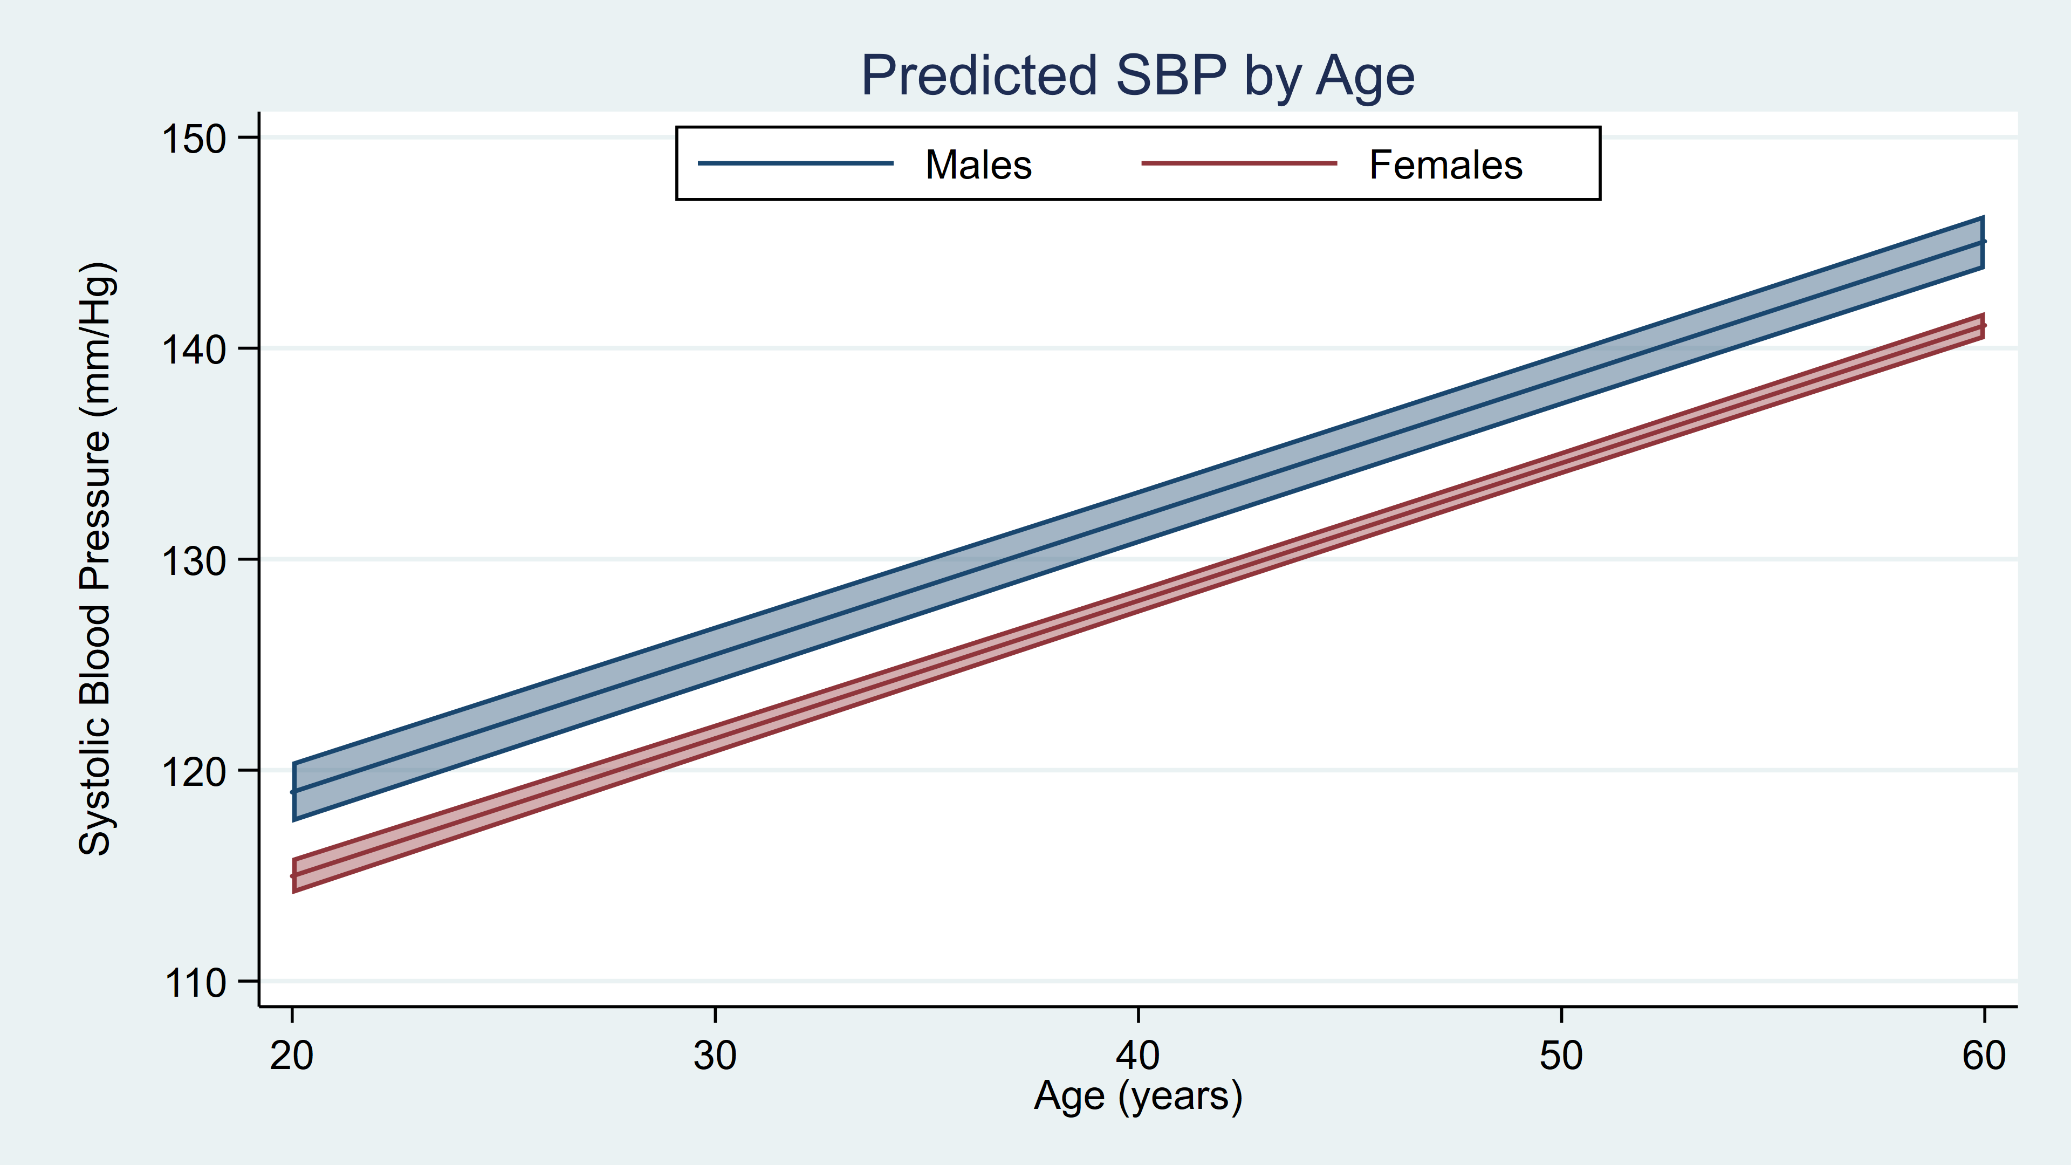 Predicted SBP by Age
Males Females
Systolic Blood Pressure (mm/Hg)
150
140
130
120
110
20 30 40 50 60
Age (years)